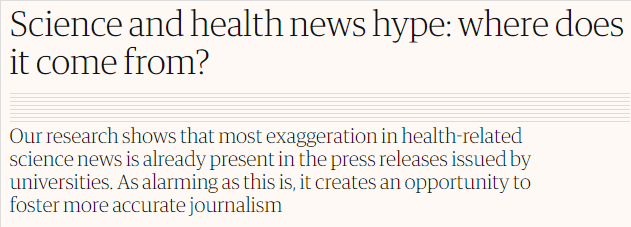 Science and health news hype: where does
it come from?
Our research shows that most exaggeration in health-related
science news is already present in the press releases issued by
universities. As alarming as this is, it creates an opportunity to
foster more accurate journalism